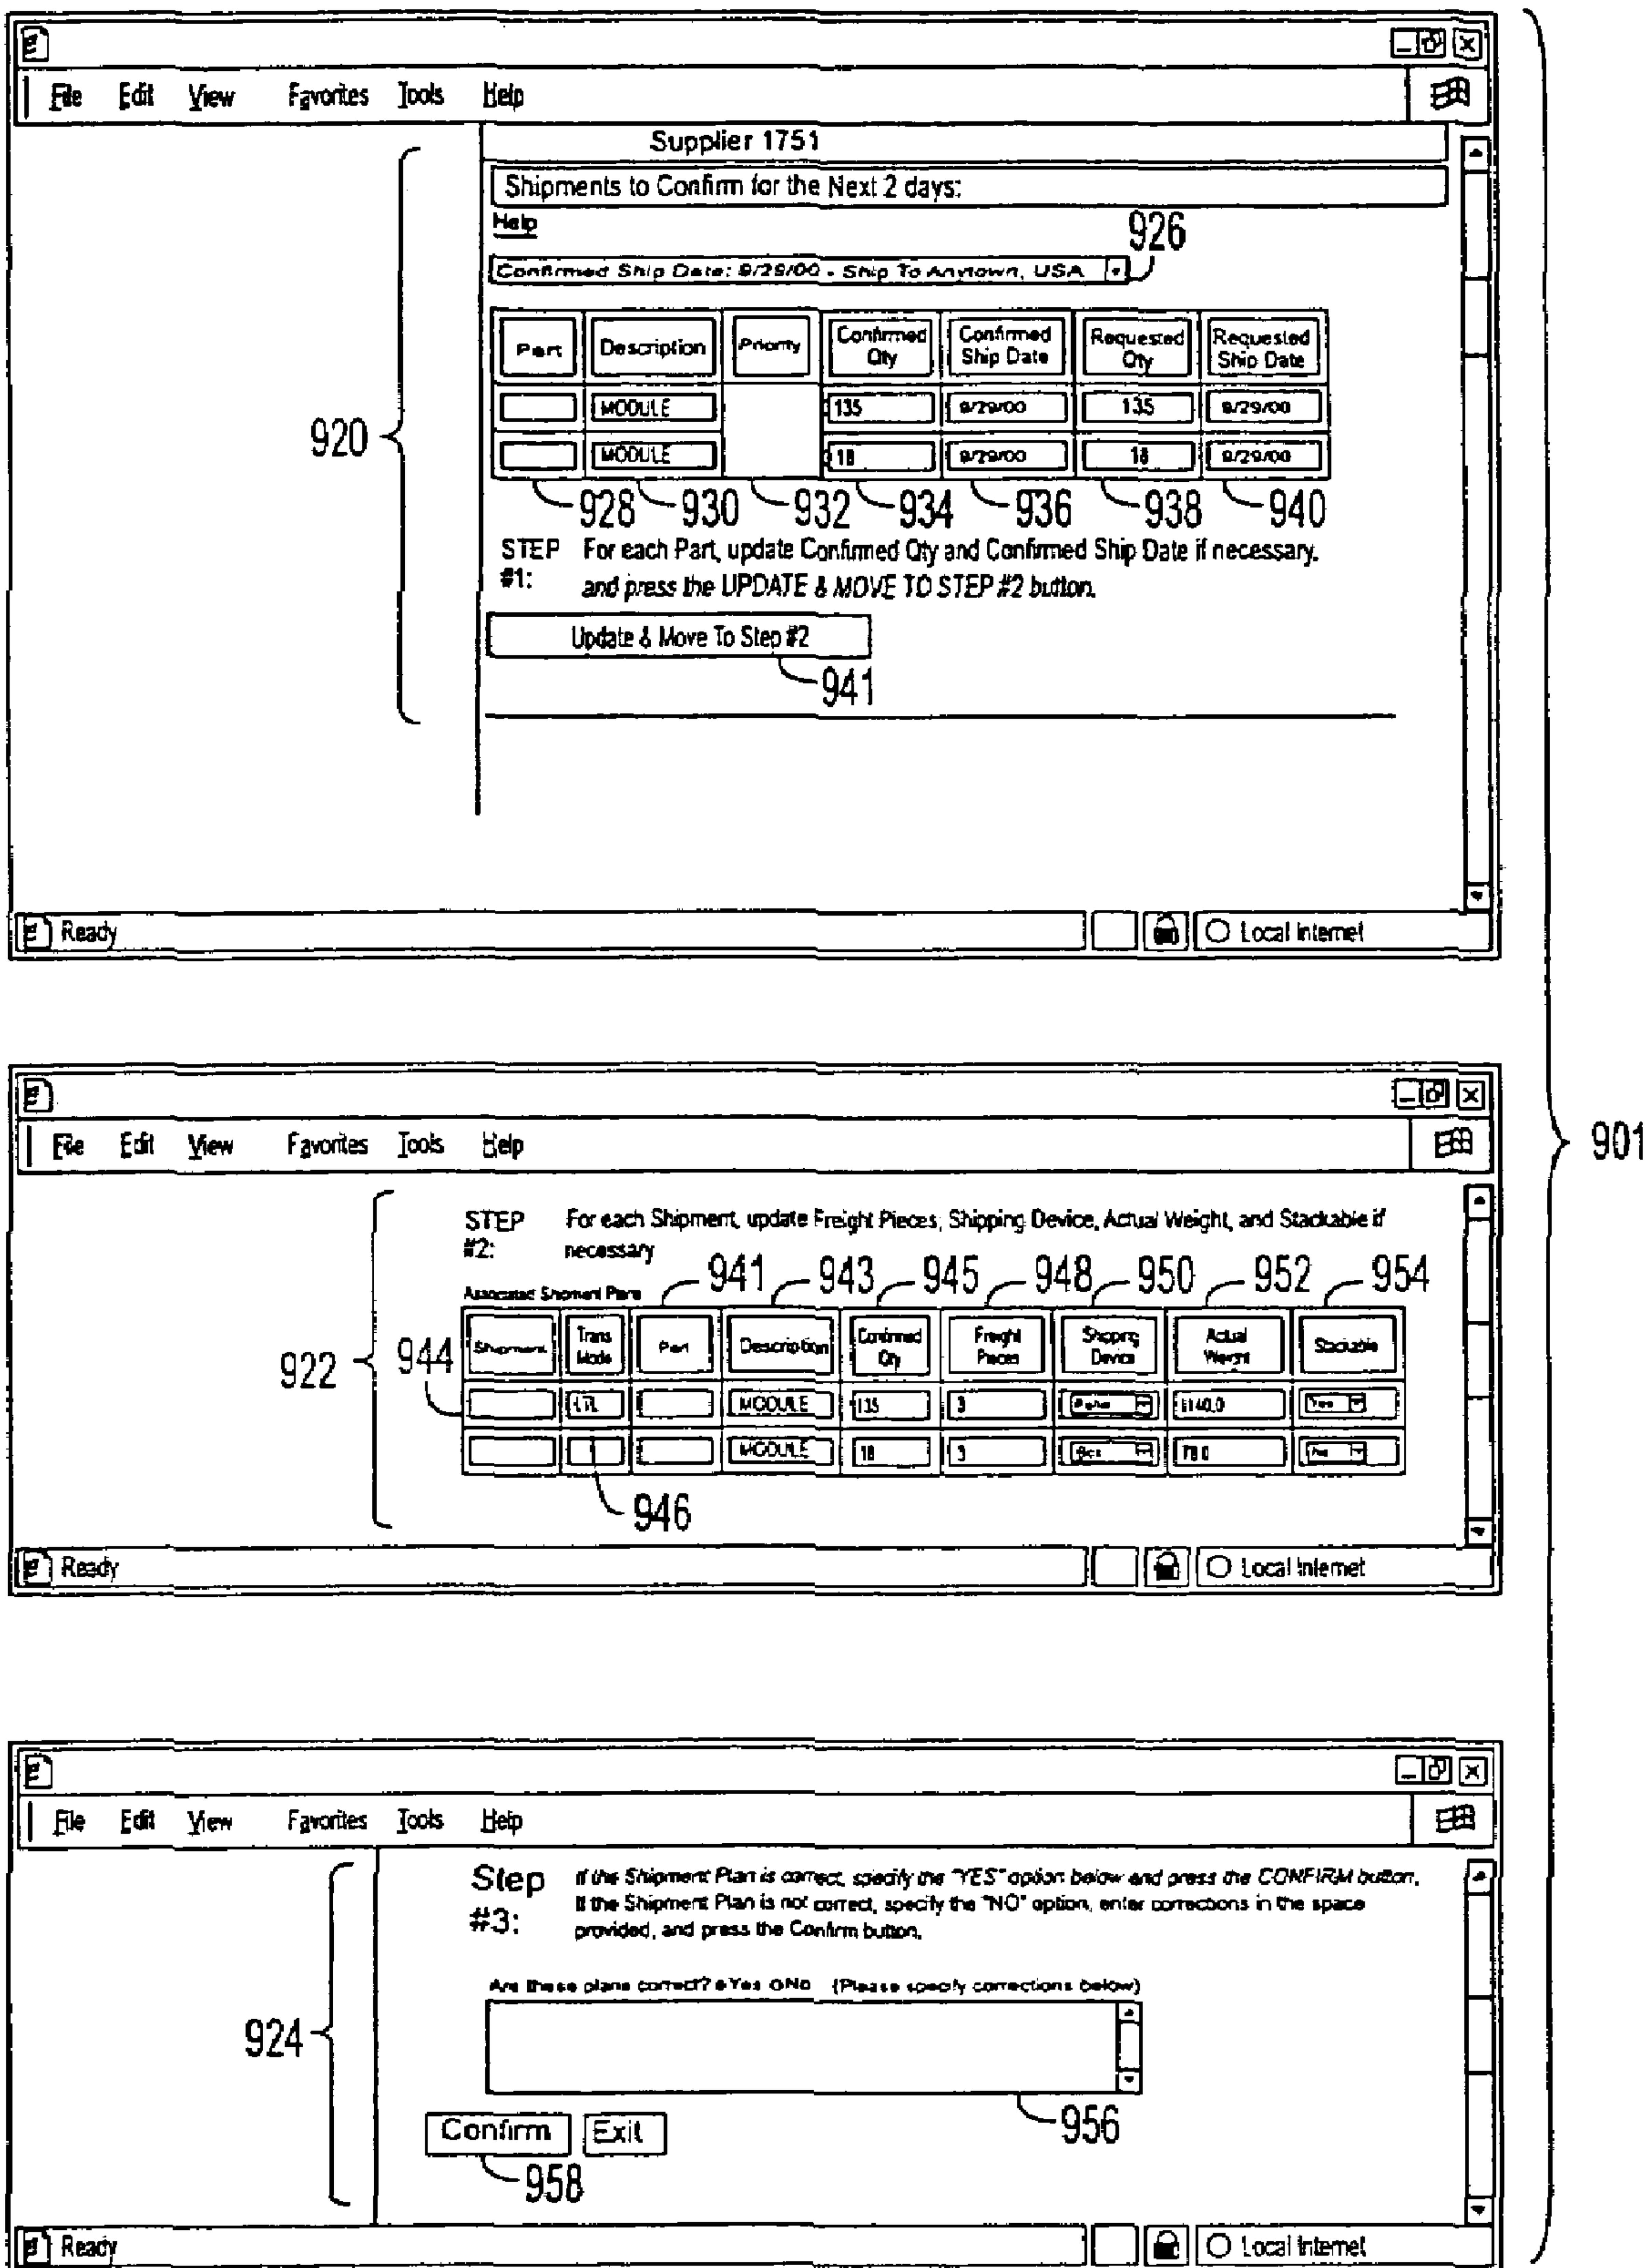 File Edit View Favorites Tools Help
Supplier 1751
Shipments to Confirm for the Next 2 days:
Help
926
Confirmed Ship Date: 9/29/00 - Ship To Anytown, USA
Part Description Priority Confirmed Qty Confirmed Ship Date Requested Qty Requested Ship Date
MODULE 135 9/29/00 135 9/29/00
MODULE 18 9/29/00 18 9/29/00
920
928 930 932 934 936 938 940
STEP #1: For each Part, update Confirmed Qty and Confirmed Ship Date if necessary,
and press the UPDATE & MOVE TO STEP #2 button.
Update & Move To Step #2
941
Ready Local Internet
901
File Edit View Favorites Tools Help
STEP #2: For each Shipment, update Freight Pieces, Shipping Device, Actual Weight, and Stackable if
necessary
941 943 945 948 950 952 954
Associated Shipment Plans
922 944
Shipment Trans Mode Part Description Confirmed Qty Freight Pieces Shipping Device Actual Weight Stackable
LTL MODULE 135 3 Yes
MODULE 18 3 Box 78.0 No
946
Ready Local Internet
File Edit View Favorites Tools Help
Step #3: If the Shipment Plan is correct, specify the "YES" option below and press the CONFIRM button.
If the Shipment Plan is not correct, specify the "NO" option, enter corrections in the space
provided, and press the Confirm button.
Are these plans correct? Yes No (Please specify corrections below)
924
956
Confirm Exit
958
Ready Local Internet